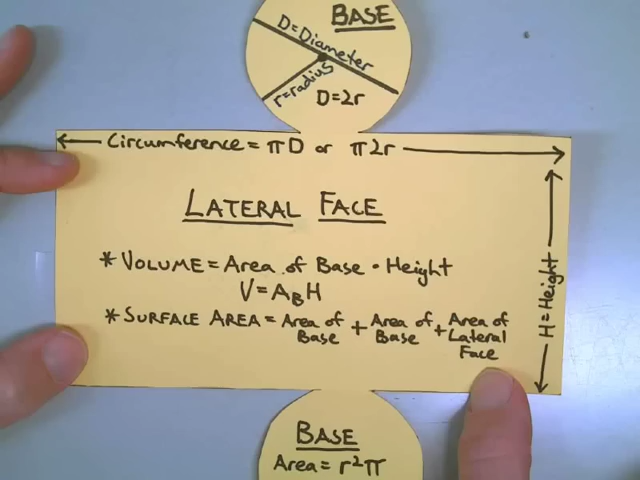 BASE
D=Diameter
r=radius
D=2r
Circumference = πD or π2r
LATERAL FACE
* VOLUME = Area of Base · Height
V=A_BH
* SURFACE AREA = Area of Base + Area of Base + Area of Lateral Face
H=Height
BASE
Area= r²π